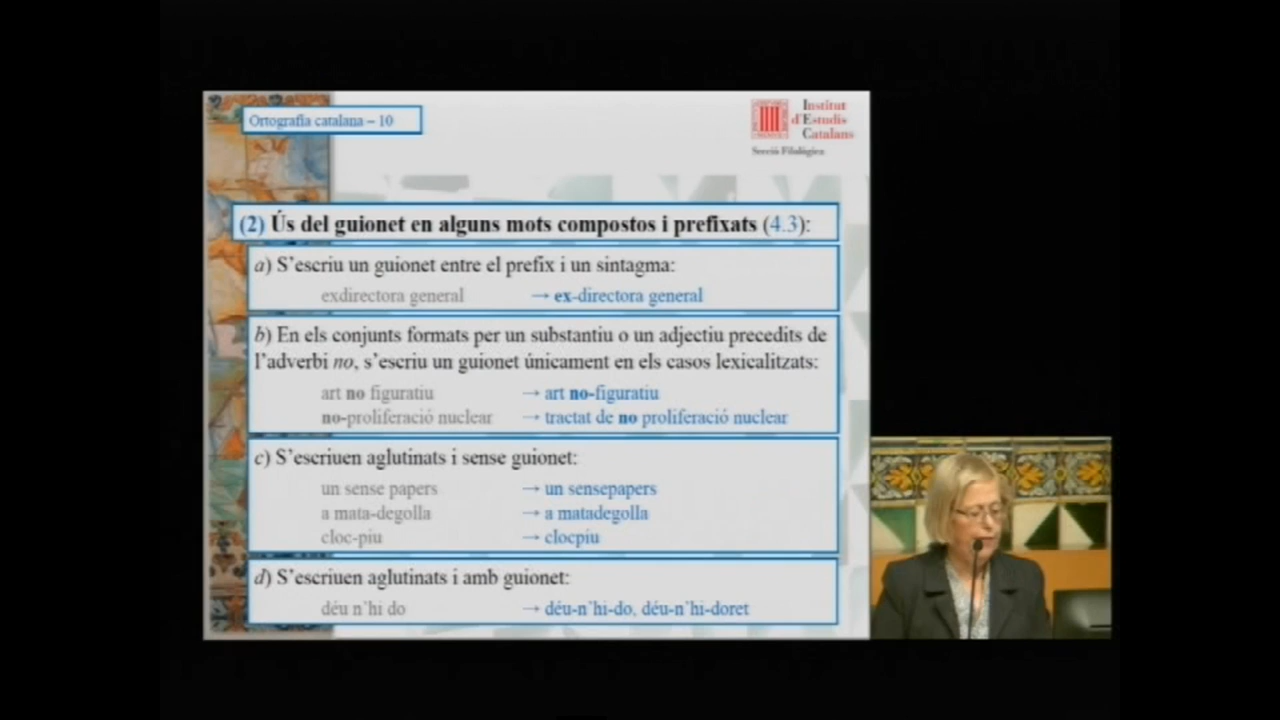 Ortografia catalana – 10
Institut
d'Estudis
Catalans
Secció Filològica
(2) Ús del guionet en alguns mots compostos i prefixats (4.3):
a) S'escriu un guionet entre el prefix i un sintagma:
exdirectora general → ex-directora general
b) En els conjunts formats per un substantiu o un adjectiu precedits de
l'adverbi no, s'escriu un guionet únicament en els casos lexicalitzats:
art no figuratiu → art no-figuratiu
no-proliferació nuclear → tractat de no proliferació nuclear
c) S'escriuen aglutinats i sense guionet:
un sense papers → un sensepapers
a mata-degolla → a matadegolla
cloc-piu → clocpiu
d) S'escriuen aglutinats i amb guionet:
déu n'hi do → déu-n'hi-do, déu-n'hi-doret